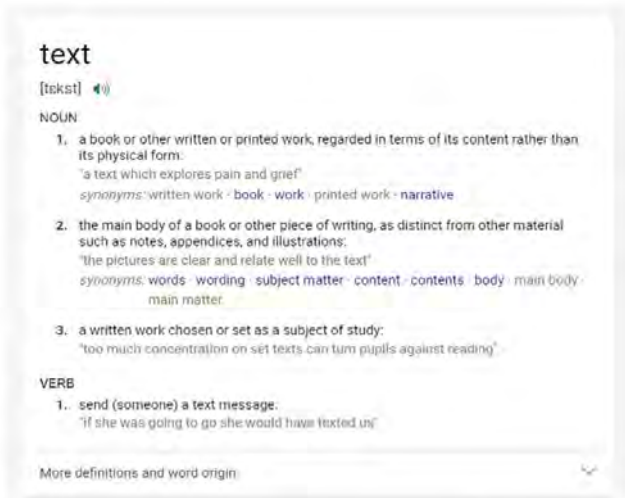 text
[tɛkst]
NOUN
1. a book or other written or printed work, regarded in terms of its content rather than
its physical form:
"a text which explores pain and grief"
synonyms: written work · book · work · printed work · narrative
2. the main body of a book or other piece of writing, as distinct from other material
such as notes, appendices, and illustrations:
"the pictures are clear and relate well to the text"
synonyms: words · wording · subject matter · content · contents · body · main body ·
main matter
3. a written work chosen or set as a subject of study:
"too much concentration on set texts can turn pupils against reading"
VERB
1. send (someone) a text message:
"if she was going to go she would have texted us"
More definitions and word origin